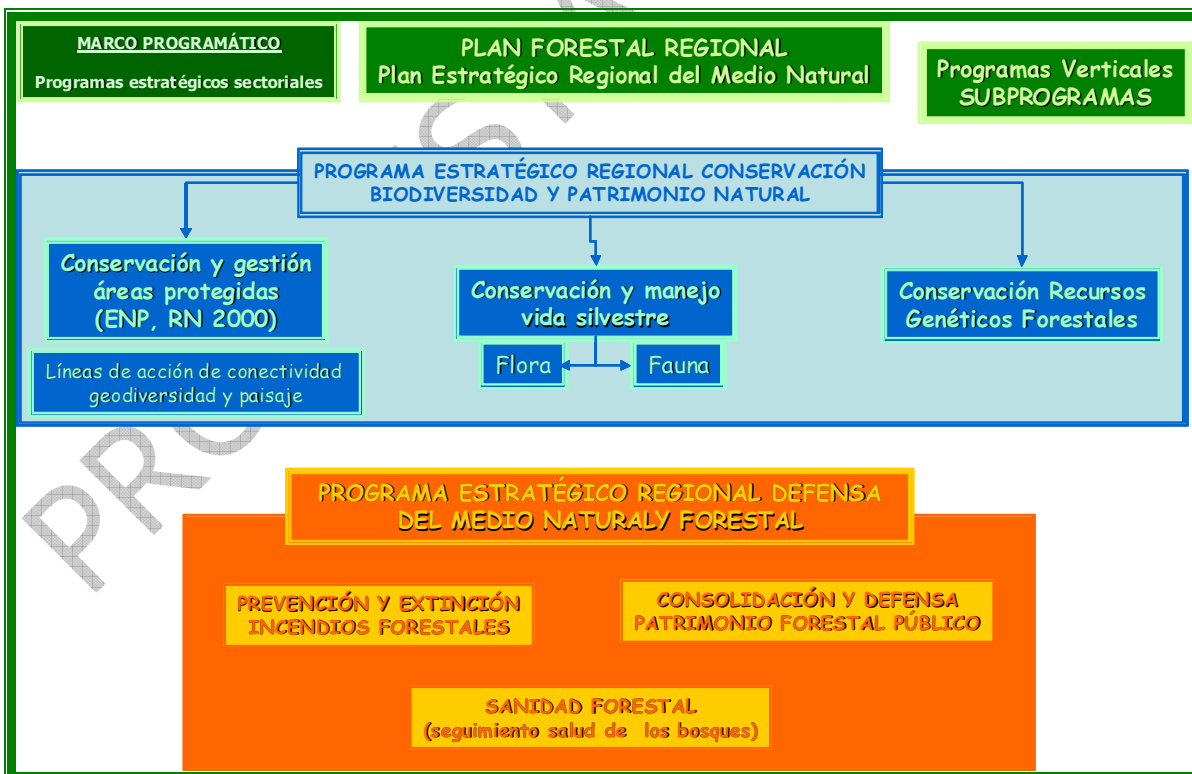 MARCO PROGRAMÁTICO
Programas estratégicos sectoriales
PLAN FORESTAL REGIONAL
Plan Estratégico Regional del Medio Natural
Programas Verticales
SUBPROGRAMAS
PROGRAMA ESTRATÉGICO REGIONAL CONSERVACIÓN
BIODIVERSIDAD Y PATRIMONIO NATURAL
Conservación y gestión
áreas protegidas
(ENP, RN 2000)
Líneas de acción de conectividad
geodiversidad y paisaje
Conservación y manejo
vida silvestre
Flora
Fauna
Conservación Recursos
Genéticos Forestales
PROGRAMA ESTRATÉGICO REGIONAL DEFENSA
DEL MEDIO NATURALY FORESTAL
PREVENCIÓN Y EXTINCIÓN
INCENDIOS FORESTALES
CONSOLIDACIÓN Y DEFENSA
PATRIMONIO FORESTAL PÚBLICO
SANIDAD FORESTAL
(seguimiento salud de los bosques)